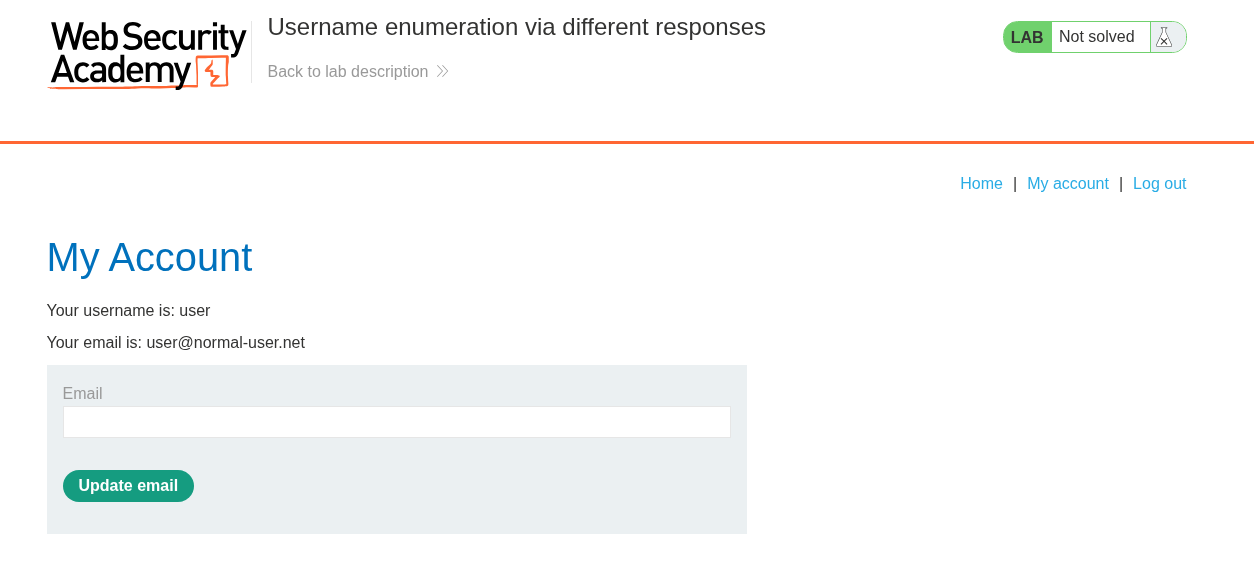 Web Security
Academy
Username enumeration via different responses
Back to lab description
LAB Not solved
Home | My account | Log out
My Account
Your username is: user
Your email is: user@normal-user.net
Email
Update email